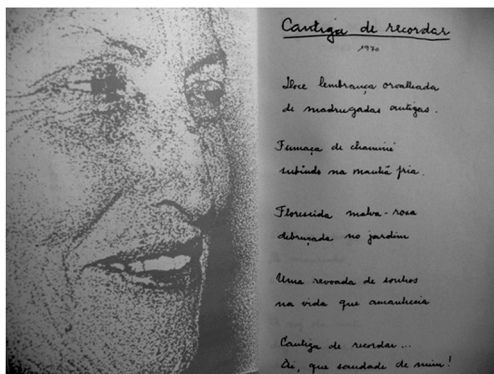 Cantiga de recordar
1970
Doce lembrança orvalhada
de madrugadas antigas.
Fumaça de chaminé
subindo na manhã fria.
Florescida malva-rosa
debruçada no jardim
Uma revoada de sonhos
na vida que amanhecia
Cantiga de recordar...
Ai, que saudade de mim!